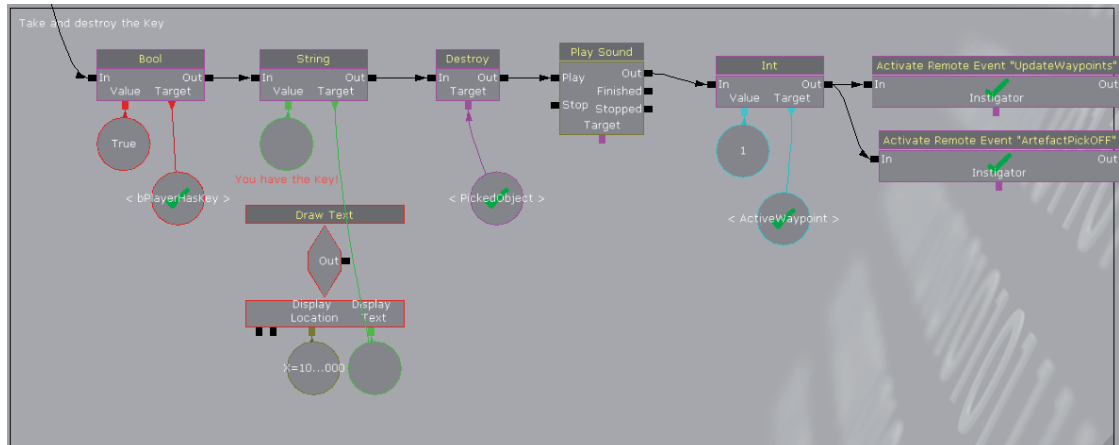 Take and destroy the Key
Bool
In Out
Value Target
True
< bPlayerHasKey >
String
In Out
Value Target
You have the Key!
Draw Text
Out
Display Location
Display Text
X=10...000
Destroy
In Out
Target
< PickedObject >
Play Sound
Play Out
Finished
Stop Stopped
Target
Int
In Out
Value Target
1
< ActiveWaypoint >
Activate Remote Event "UpdateWaypoints"
In Out
Instigator
Activate Remote Event "ArtefactPickOFF"
In Out
Instigator